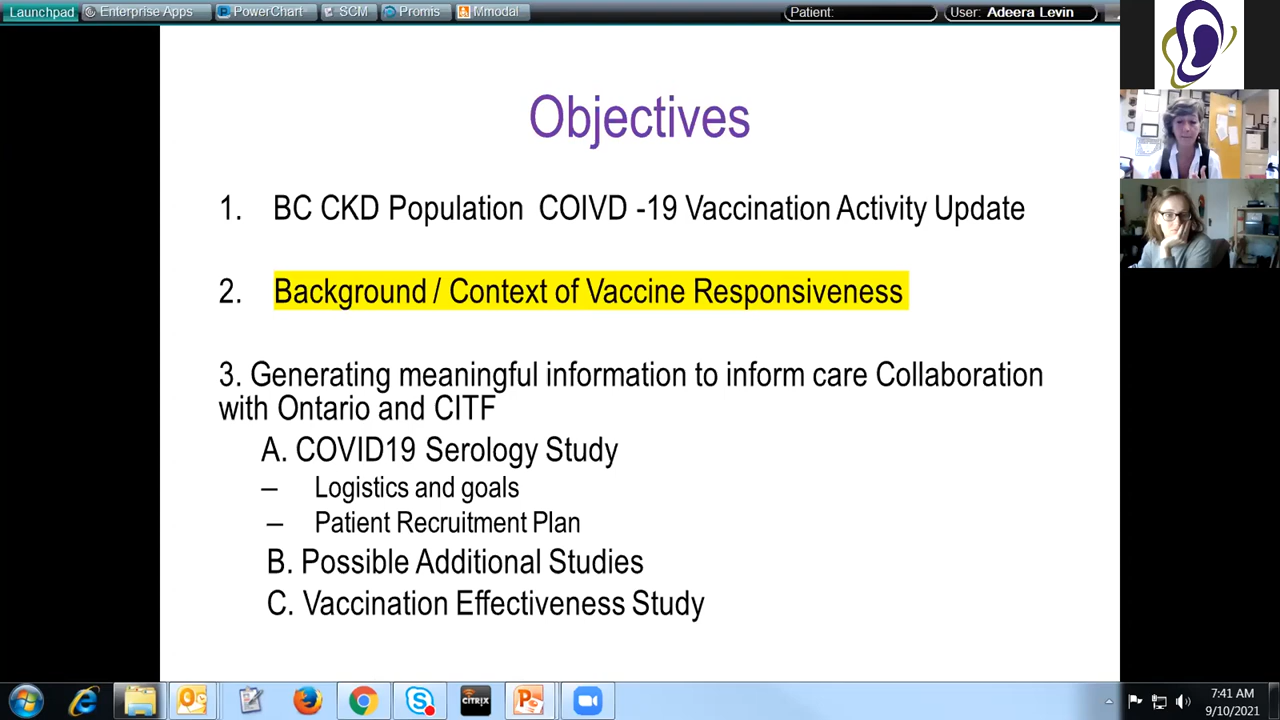 Launchpad Enterprise Apps PowerChart SCM Promis Mmodal Patient: User: Adeera Levin
Objectives
1. BC CKD Population COIVD -19 Vaccination Activity Update
2. Background / Context of Vaccine Responsiveness
3. Generating meaningful information to inform care Collaboration
with Ontario and CITF
A. COVID19 Serology Study
– Logistics and goals
– Patient Recruitment Plan
B. Possible Additional Studies
C. Vaccination Effectiveness Study
CITRIX
7:41 AM
9/10/2021